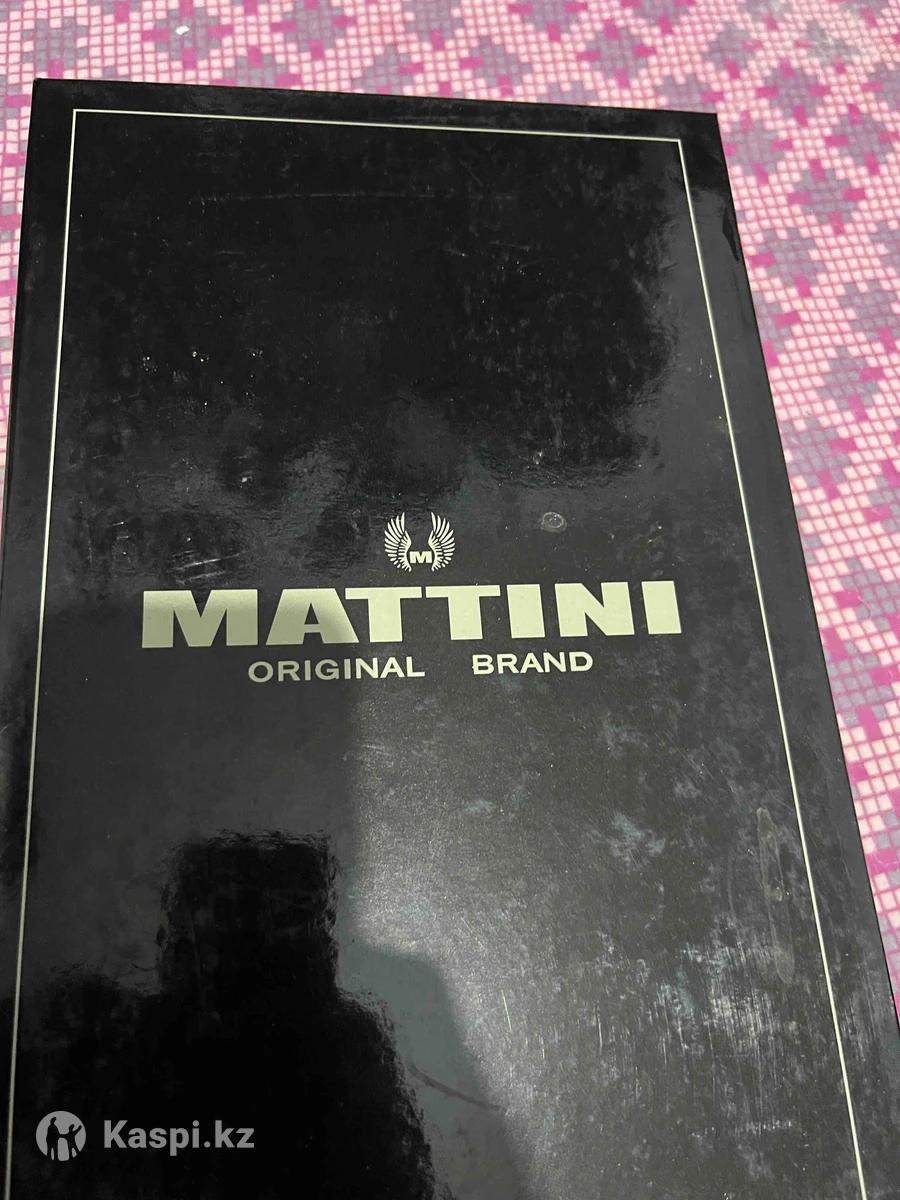 M
MATTINI
ORIGINAL BRAND
Kaspi.kz